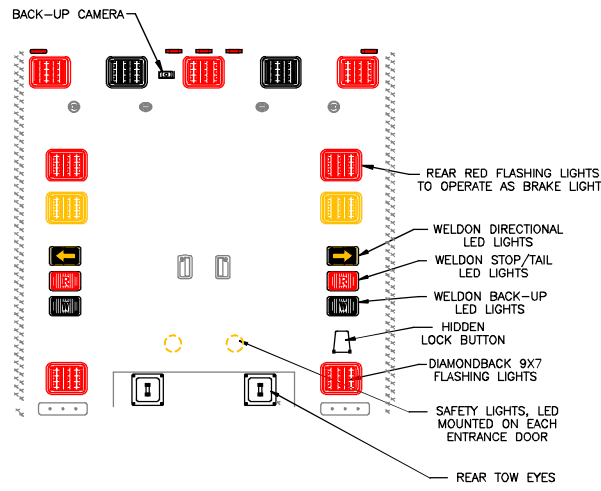 BACK-UP CAMERA
REAR RED FLASHING LIGHTS
TO OPERATE AS BRAKE LIGHT
WELDON DIRECTIONAL
LED LIGHTS
WELDON STOP/TAIL
LED LIGHTS
WELDON BACK-UP
LED LIGHTS
HIDDEN
LOCK BUTTON
DIAMONDBACK 9X7
FLASHING LIGHTS
SAFETY LIGHTS, LED
MOUNTED ON EACH
ENTRANCE DOOR
REAR TOW EYES